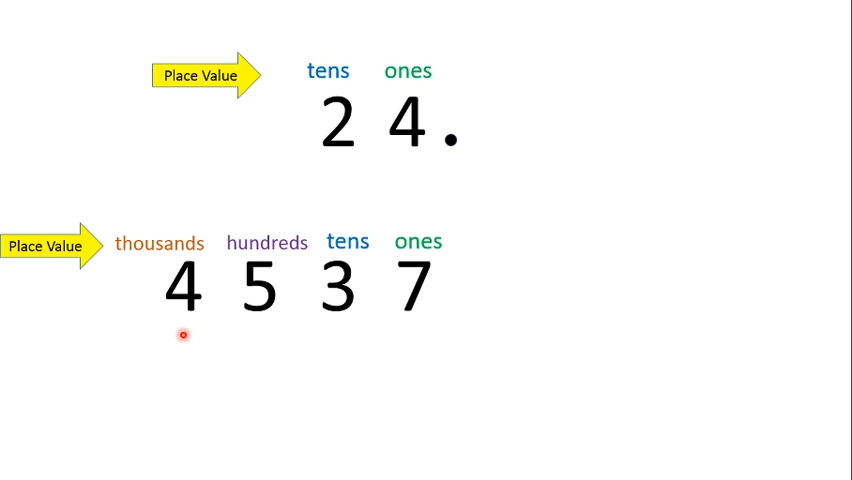 Place Value tens ones
2 4.
Place Value thousands hundreds tens ones
4 5 3 7